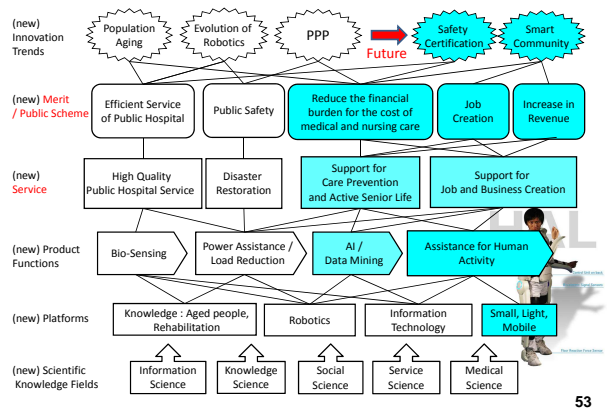 (new)
Innovation
Trends
Population
Aging
Evolution of
Robotics
PPP
Future
Safety
Certification
Smart
Community
(new) Merit
/ Public Scheme
Efficient Service
of Public Hospital
Public Safety
Reduce the financial
burden for the cost of
medical and nursing care
Job
Creation
Increase in
Revenue
(new)
Service
High Quality
Public Hospital Service
Disaster
Restoration
Support for
Care Prevention
and Active Senior Life
Support for
Job and Business Creation
(new) Product
Functions
Bio-Sensing
Power Assistance /
Load Reduction
AI /
Data Mining
Assistance for Human
Activity
HAL
(new) Platforms
Knowledge : Aged people,
Rehabilitation
Robotics
Information
Technology
Small, Light,
Mobile
Floor Reaction Force Sensor
(new) Scientific
Knowledge Fields
Information
Science
Knowledge
Science
Social
Science
Service
Science
Medical
Science
53